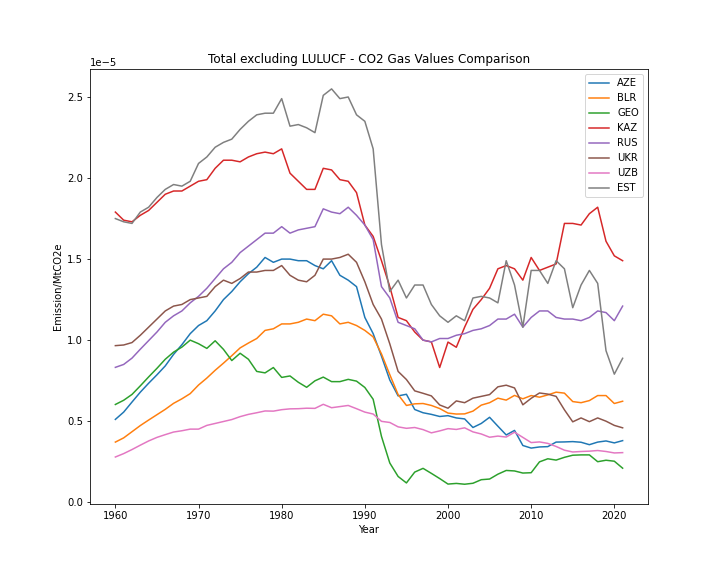 Total excluding LULUCF - CO2 Gas Values Comparison
1e−5
2.5
2.0
1.5
1.0
0.5
0.0
Emission/MtCO2e
1960
1970
1980
1990
2000
2010
2020
Year
AZE
BLR
GEO
KAZ
RUS
UKR
UZB
EST